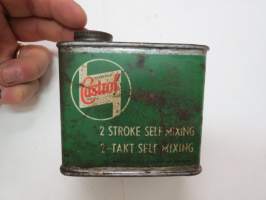 Castrol
2 STROKE SELF MIXING
2-TAKT SELF MIXING